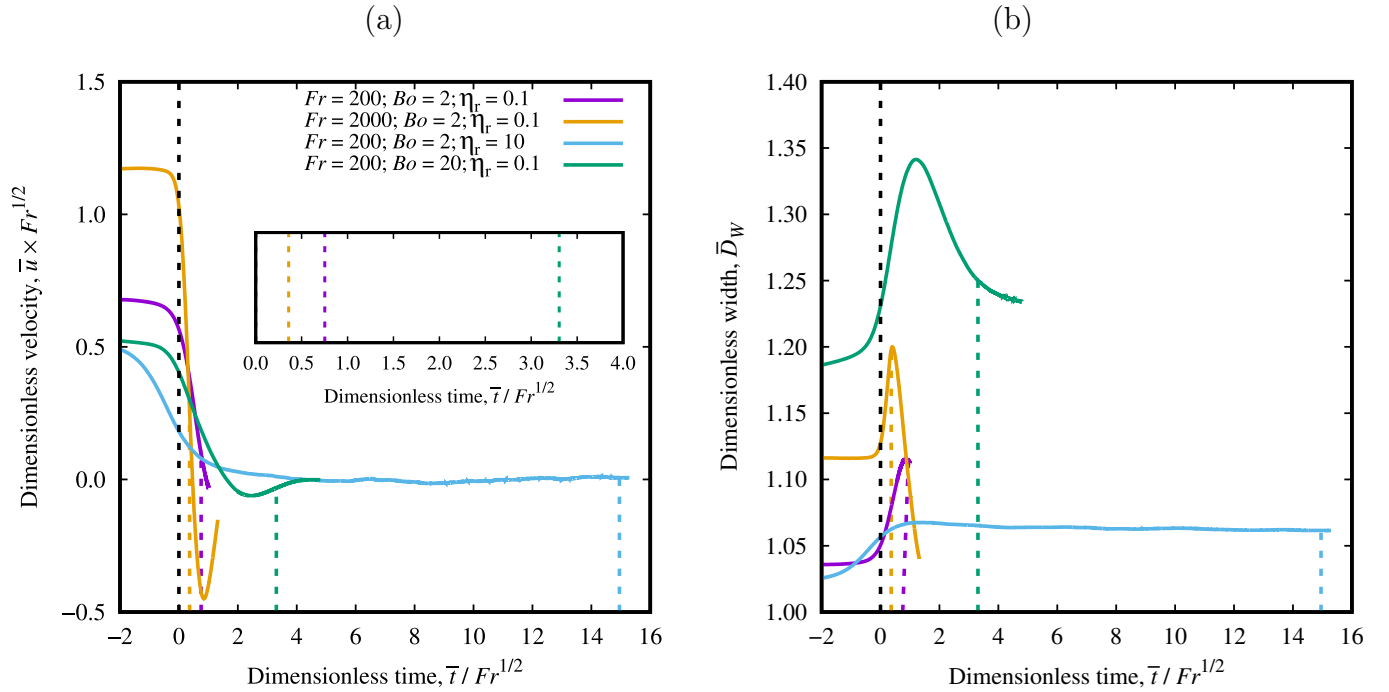 (a)
1.5
1.0
0.5
0.0
−0.5
−2 0 2 4 6 8 10 12 14 16
Dimensionless velocity, u̅ × Fr^1/2
Dimensionless time, t̅ / Fr^1/2
Fr = 200; Bo = 2; η_r = 0.1
Fr = 2000; Bo = 2; η_r = 0.1
Fr = 200; Bo = 2; η_r = 10
Fr = 200; Bo = 20; η_r = 0.1
0.0 0.5 1.0 1.5 2.0 2.5 3.0 3.5 4.0
Dimensionless time, t̅ / Fr^1/2
(b)
1.40
1.35
1.30
1.25
1.20
1.15
1.10
1.05
1.00
−2 0 2 4 6 8 10 12 14 16
Dimensionless width, D̅_W
Dimensionless time, t̅ / Fr^1/2